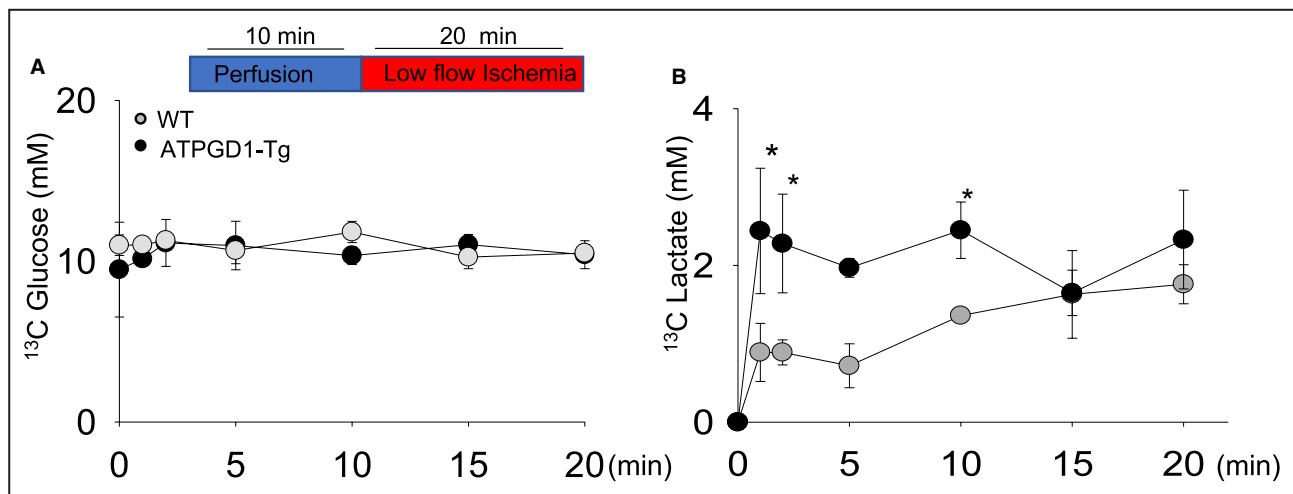 10 min
20 min
A
Perfusion
Low flow Ischemia
B
WT
ATPGD1-Tg
¹³C Glucose (mM)
20
10
0
0 5 10 15 20 (min)
¹³C Lactate (mM)
4
2
0
* * *
0 5 10 15 20 (min)